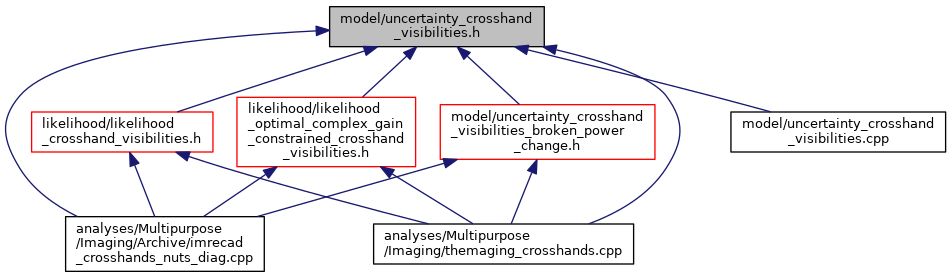 model/uncertainty_crosshand
_visibilities.h
likelihood/likelihood
_crosshand_visibilities.h
likelihood/likelihood
_optimal_complex_gain
_constrained_crosshand
_visibilities.h
model/uncertainty_crosshand
_visibilities_broken_power
_change.h
model/uncertainty_crosshand
_visibilities.cpp
analyses/Multipurpose
/Imaging/Archive/imrecad
_crosshands_nuts_diag.cpp
analyses/Multipurpose
/Imaging/themaging_crosshands.cpp